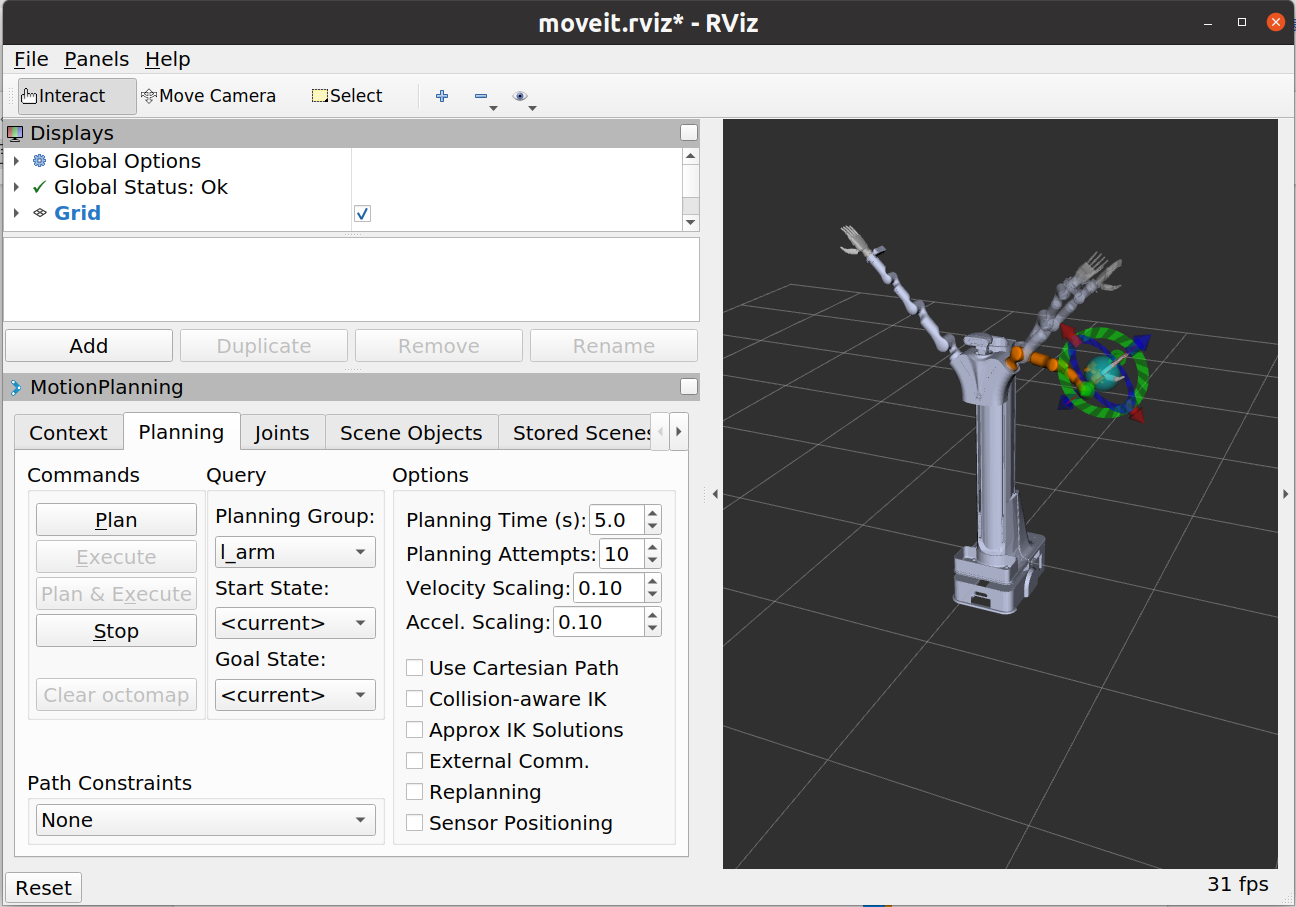 moveit.rviz* - RViz
File Panels Help
Interact Move Camera Select
Displays
Global Options
Global Status: Ok
Grid
Add Duplicate Remove Rename
MotionPlanning
Context Planning Joints Scene Objects Stored Scenes
Commands
Plan
Execute
Plan & Execute
Stop
Clear octomap
Query
Planning Group:
l_arm
Start State:
<current>
Goal State:
<current>
Options
Planning Time (s): 5.0
Planning Attempts: 10
Velocity Scaling: 0.10
Accel. Scaling: 0.10
Use Cartesian Path
Collision-aware IK
Approx IK Solutions
External Comm.
Replanning
Sensor Positioning
Path Constraints
None
Reset
31 fps